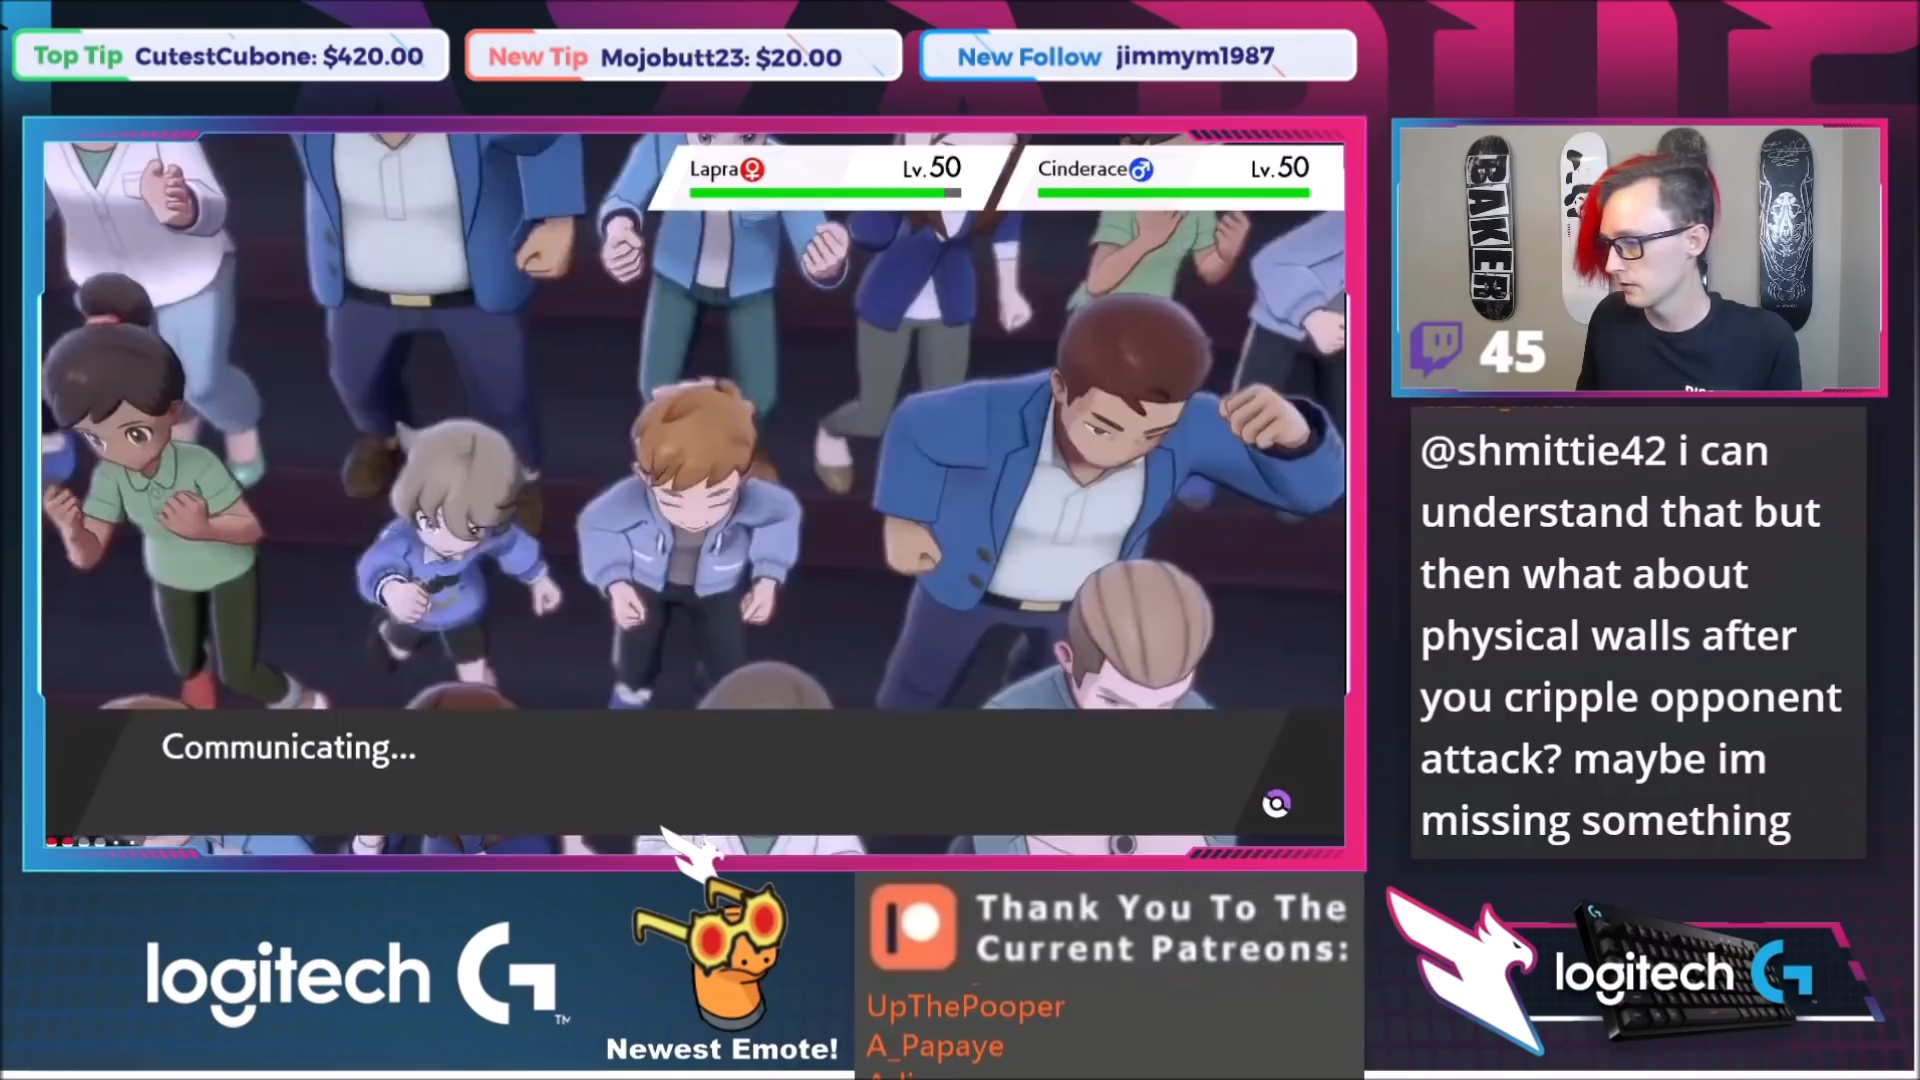 Top Tip CutestCubone: $420.00
New Tip Mojobutt23: $20.00
New Follow jimmym1987
Lapra♀ Lv. 50
Cinderace♂ Lv. 50
Communicating...
BAKER
45
@shmittie42 i can
understand that but
then what about
physical walls after
you cripple opponent
attack? maybe im
missing something
logitech G TM
Newest Emote!
Thank You To The
Current Patreons:
UpThePooper
A_Papaye
logitech G